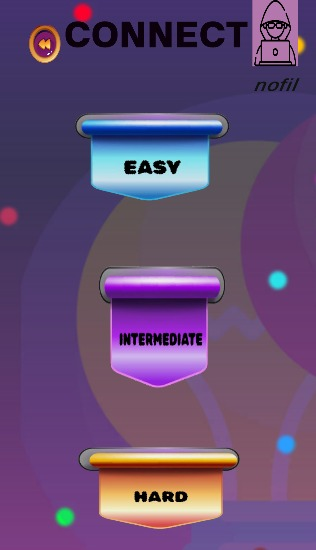 CONNECT
nofil
EASY
INTERMEDIATE
HARD